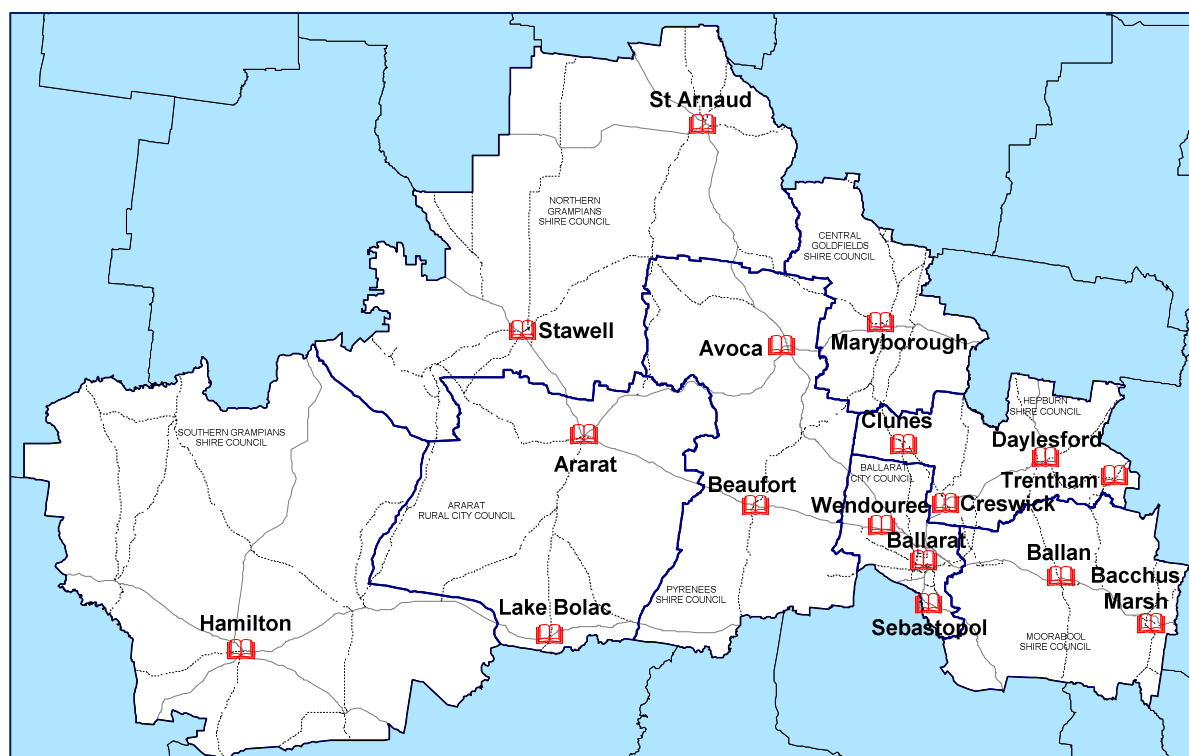 St Arnaud
NORTHERN
GRAMPIANS
SHIRE COUNCIL
CENTRAL
GOLDFIELDS
SHIRE COUNCIL
Stawell
Avoca
Maryborough
SOUTHERN GRAMPIANS
SHIRE COUNCIL
HEPBURN
SHIRE COUNCIL
Clunes
Daylesford
Ararat
BALLARAT
CITY COUNCIL
Trentham
Beaufort
Wendouree
Creswick
ARARAT
RURAL CITY COUNCIL
Ballarat
Ballan
Bacchus
Marsh
PYRENEES
SHIRE COUNCIL
Lake Bolac
Hamilton
Sebastopol
MOORABOOL
SHIRE COUNCIL